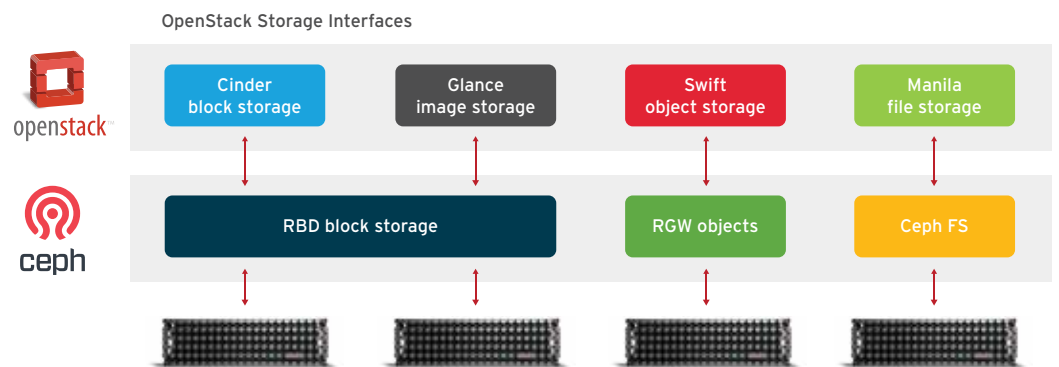 OpenStack Storage Interfaces
openstack™
Cinder
block storage
Glance
image storage
Swift
object storage
Manila
file storage
ceph
RBD block storage
RGW objects
Ceph FS